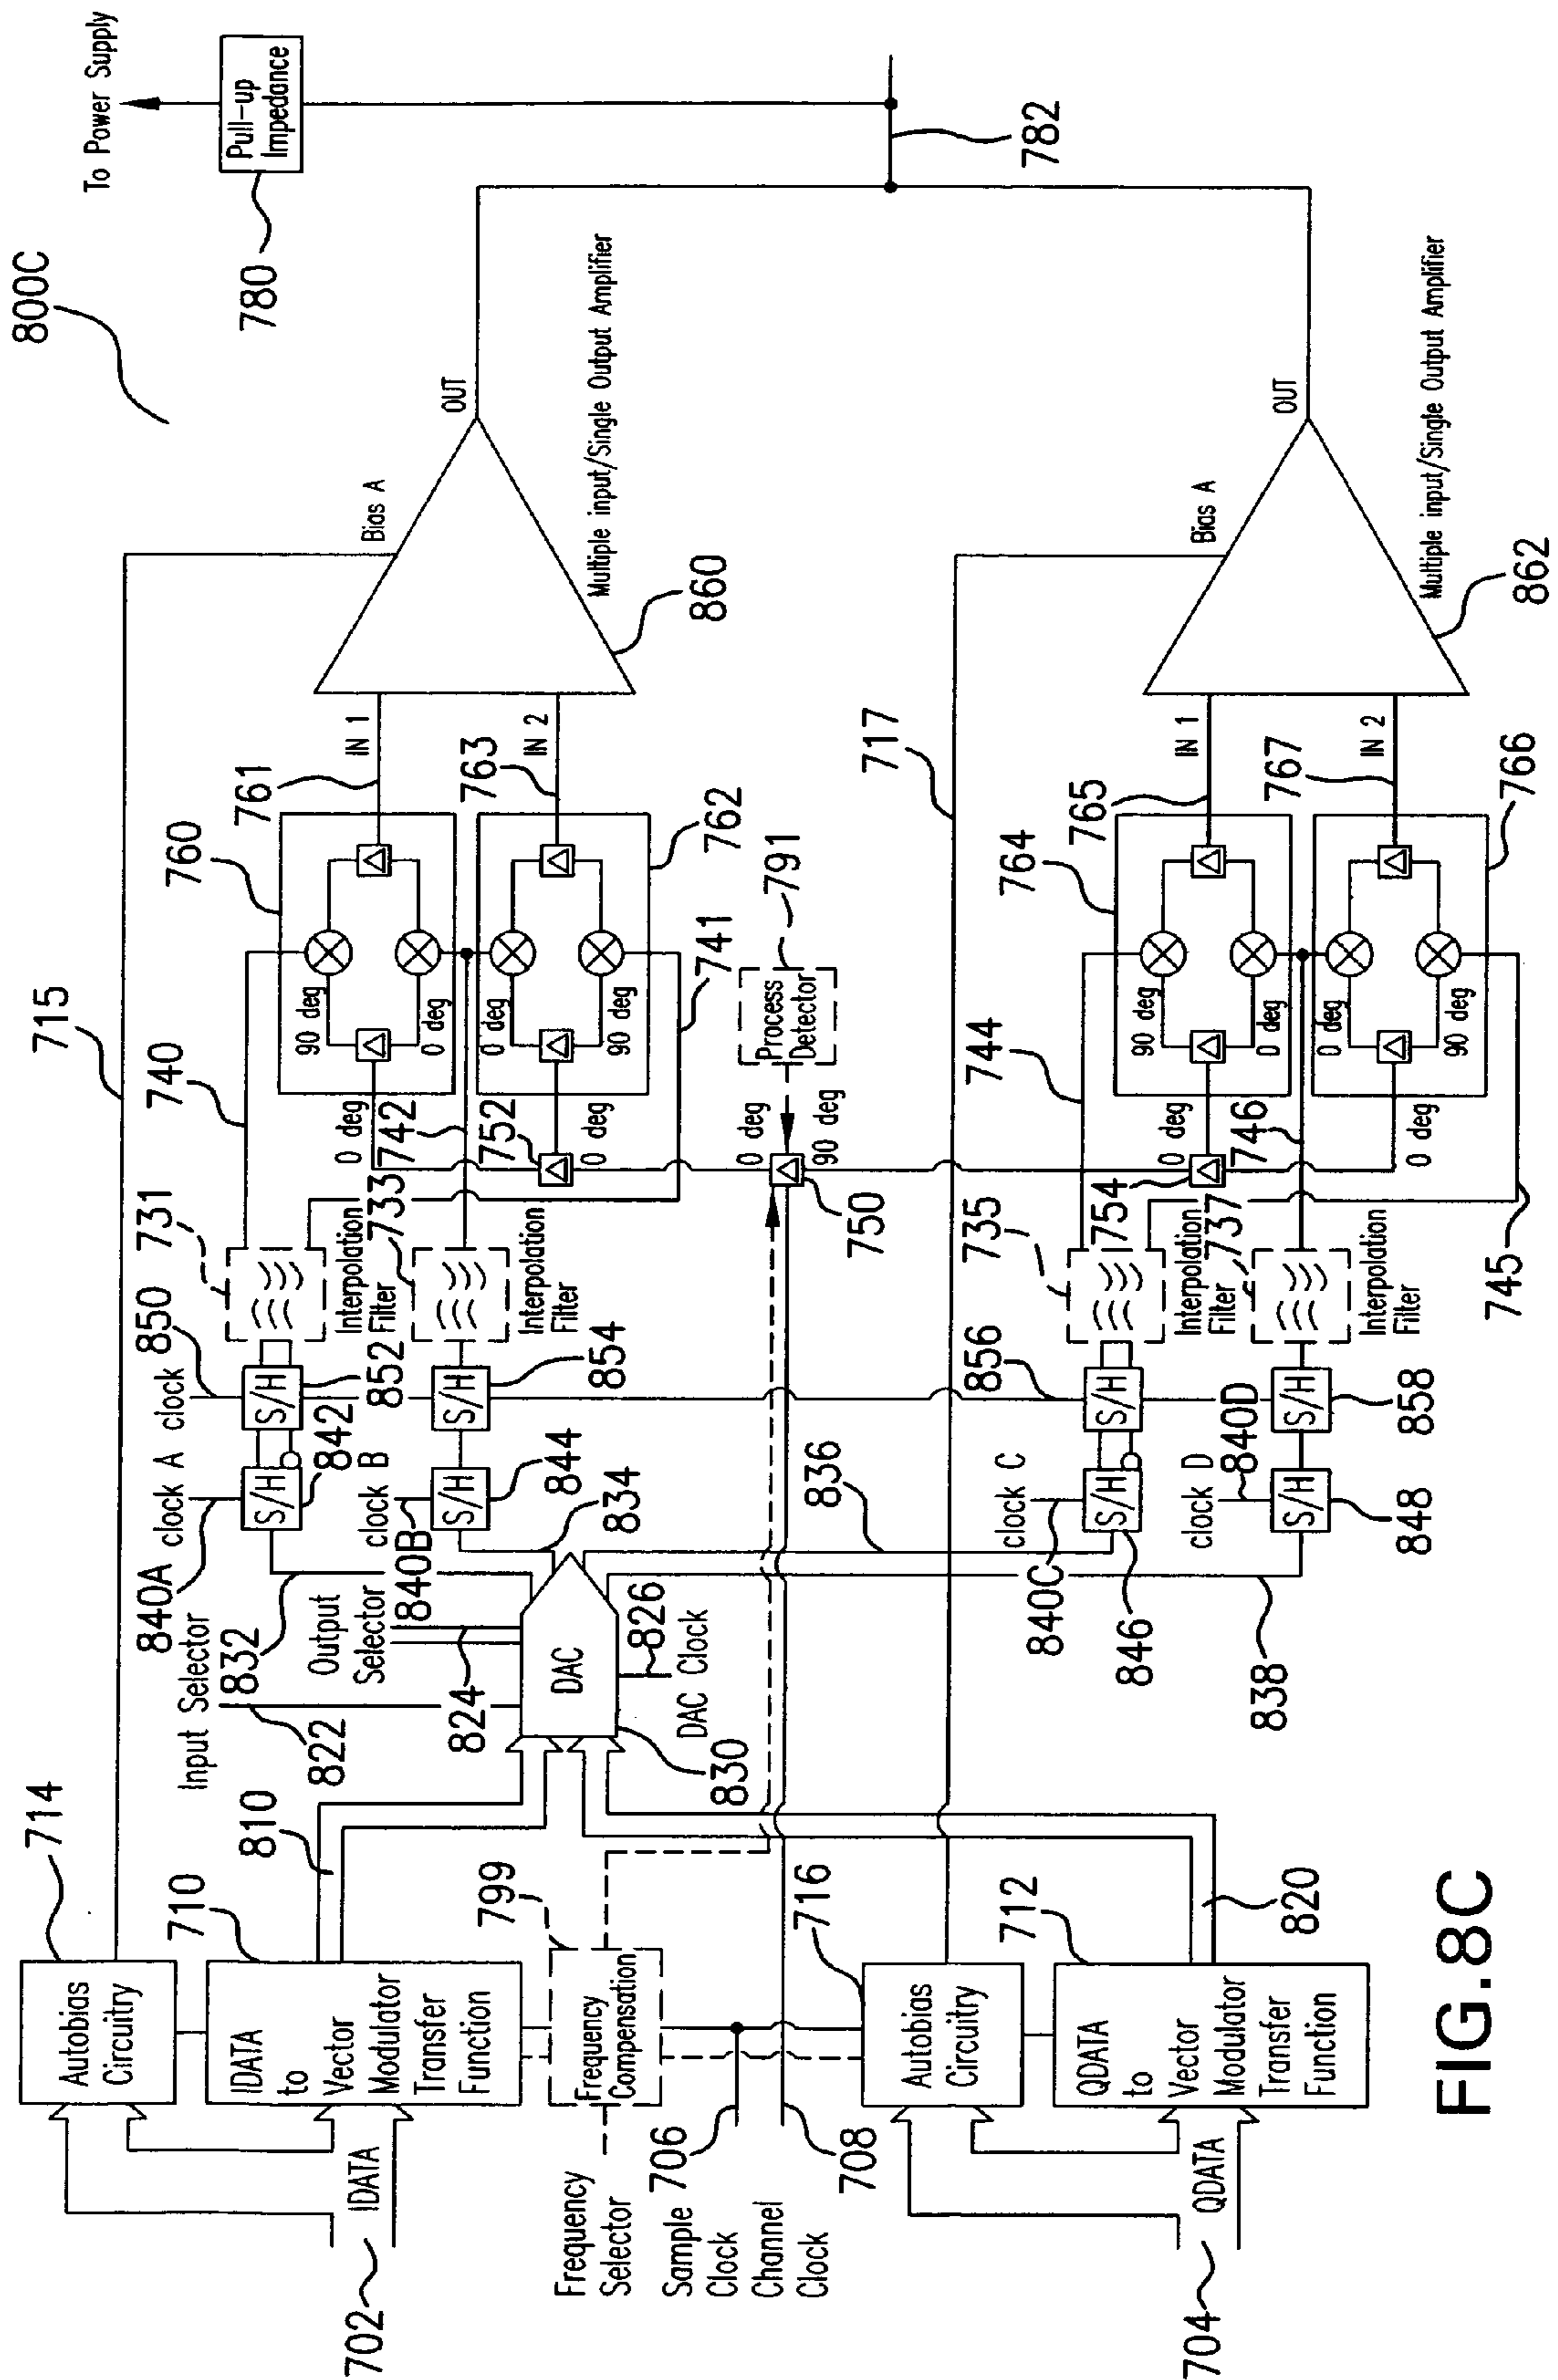 800C
To Power Supply
Pull-up
Impedance
780
782
714
Autobias
Circuitry
715
702
IDATA
710
IDATA
to
Vector
Modulator
Transfer
Function
810
Input Selector
822
832
Output
Selector
824
DAC
826
DAC Clock
830
834
836
838
840A
clock A
S/H
842
840B
clock B
S/H
844
clock
850
S/H
852
S/H
854
731
Interpolation
Filter
733
Interpolation
Filter
740
742
741
760
90 deg
0 deg
761
0 deg
752
0 deg
0 deg
90 deg
762
763
IN 1
IN 2
Bias A
OUT
Multiple input/Single Output Amplifier
860
799
Frequency
Compensation
Frequency
Selector
706
Sample
Clock
Channel
Clock
708
0 deg
90 deg
750
Process
Detector
791
716
Autobias
Circuitry
717
704
QDATA
712
QDATA
to
Vector
Modulator
Transfer
Function
820
clock C
840C
S/H
846
clock D
840D
S/H
848
856
S/H
S/H
858
735
Interpolation
Filter
737
Interpolation
Filter
744
746
745
764
90 deg
0 deg
765
0 deg
754
0 deg
0 deg
90 deg
766
767
IN 1
IN 2
Bias A
OUT
Multiple input/Single Output Amplifier
862
FIG.8C